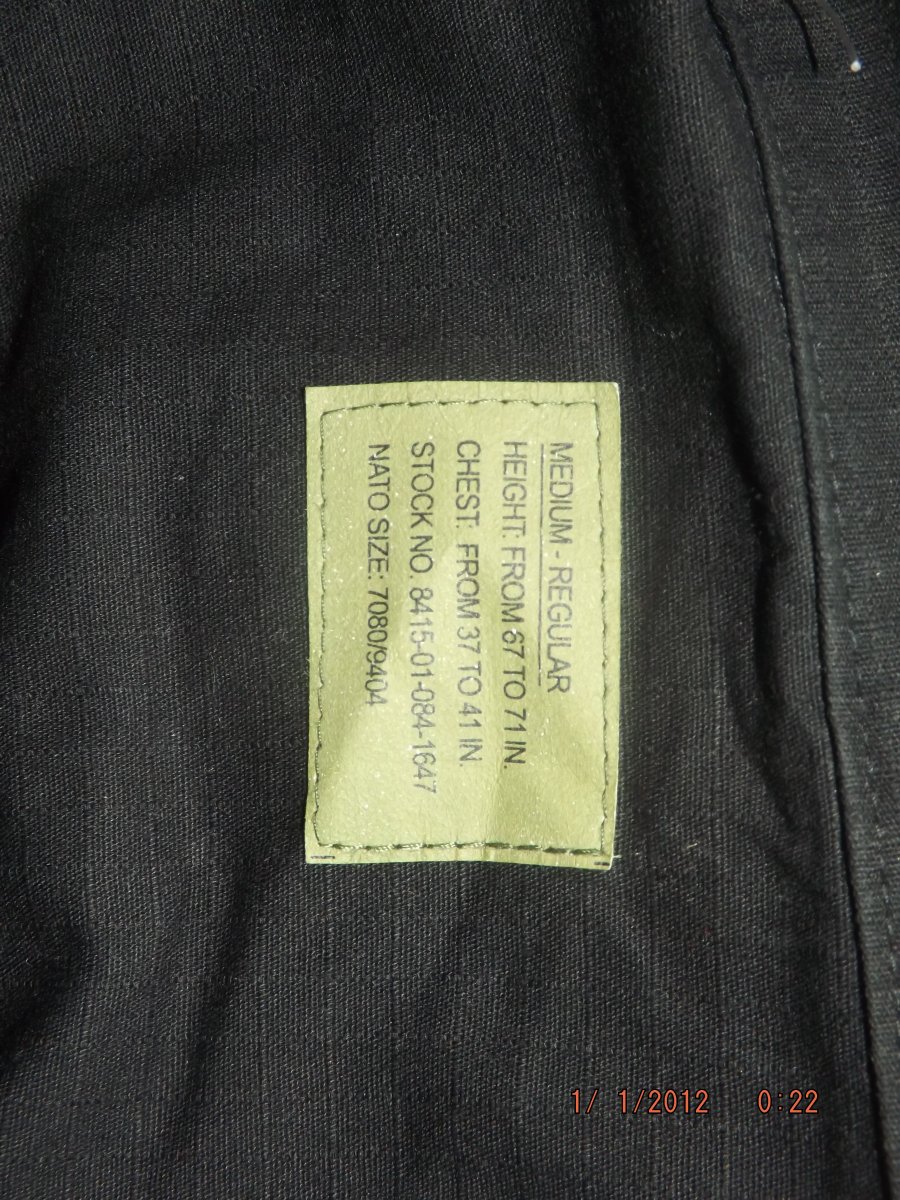 MEDIUM - REGULAR
HEIGHT: FROM 67 TO 71 IN.
CHEST: FROM 37 TO 41 IN.
STOCK NO. 8415-01-084-1647
NATO SIZE: 7080/9404
1/ 1/2012 0:22